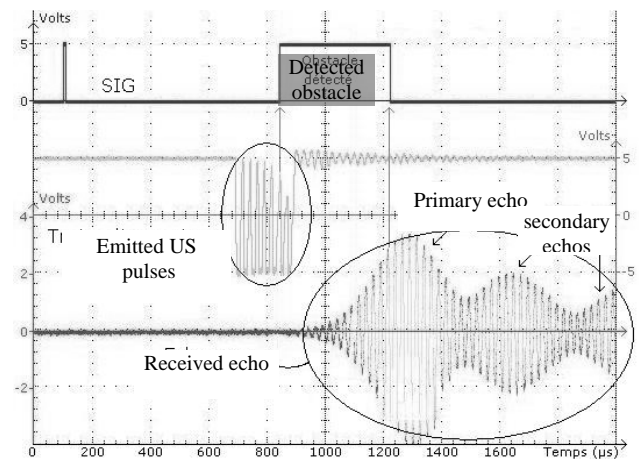 Volts
5
0
SIG
Obstacle
détecté
Detected
obstacle
Volts
5
0
-5
Volts
4
2
0
-2
Emitted US
pulses
Primary echo
secondary
echos
Received echo
0 200 400 600 800 1000 1200 1400 1600 Temps (µs)